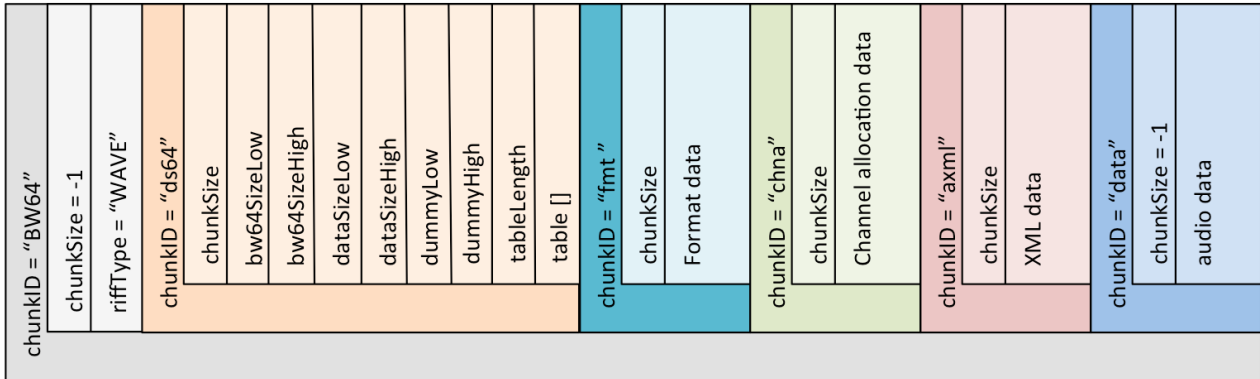 chunkID = “BW64”
chunkSize = -1
riffType = “WAVE”
chunkID = “ds64”
chunkSize
bw64SizeLow
bw64SizeHigh
dataSizeLow
dataSizeHigh
dummyLow
dummyHigh
tableLength
table []
chunkID = “fmt ”
chunkSize
Format data
chunkID = “chna”
chunkSize
Channel allocation data
chunkID = “axml”
chunkSize
XML data
chunkID = “data”
chunkSize = -1
audio data